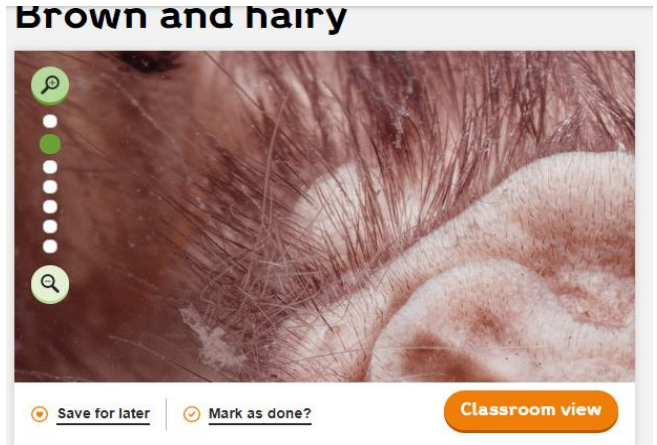 Brown and hairy
Save for later
Mark as done?
Classroom view